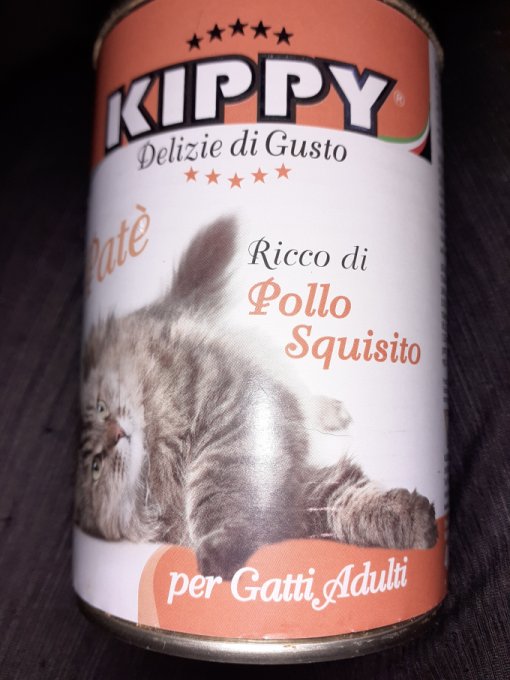 KIPPY®
Delizie di Gusto
Patè
Ricco di
Pollo
Squisito
per Gatti Adulti